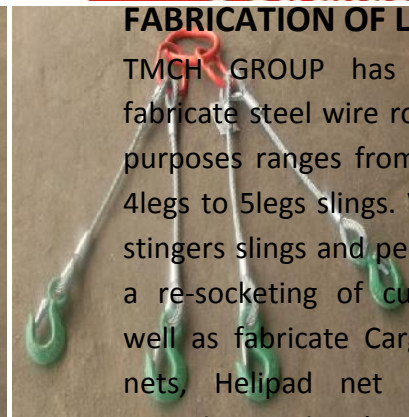 FABRICATION OF L
TMCH GROUP has
fabricate steel wire ro
purposes ranges from
4legs to 5legs slings.
stingers slings and pe
a re-socketing of cu
well as fabricate Carg
nets, Helipad net